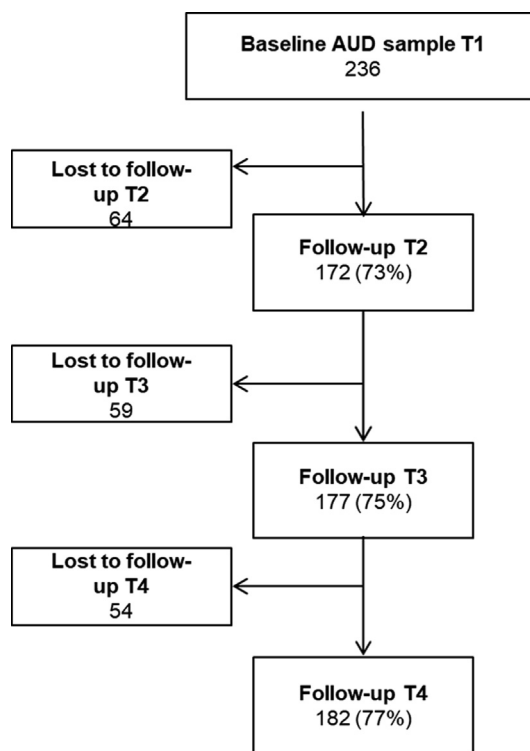 Baseline AUD sample T1
236
Lost to follow-
up T2
64
Follow-up T2
172 (73%)
Lost to follow-
up T3
59
Follow-up T3
177 (75%)
Lost to follow-
up T4
54
Follow-up T4
182 (77%)